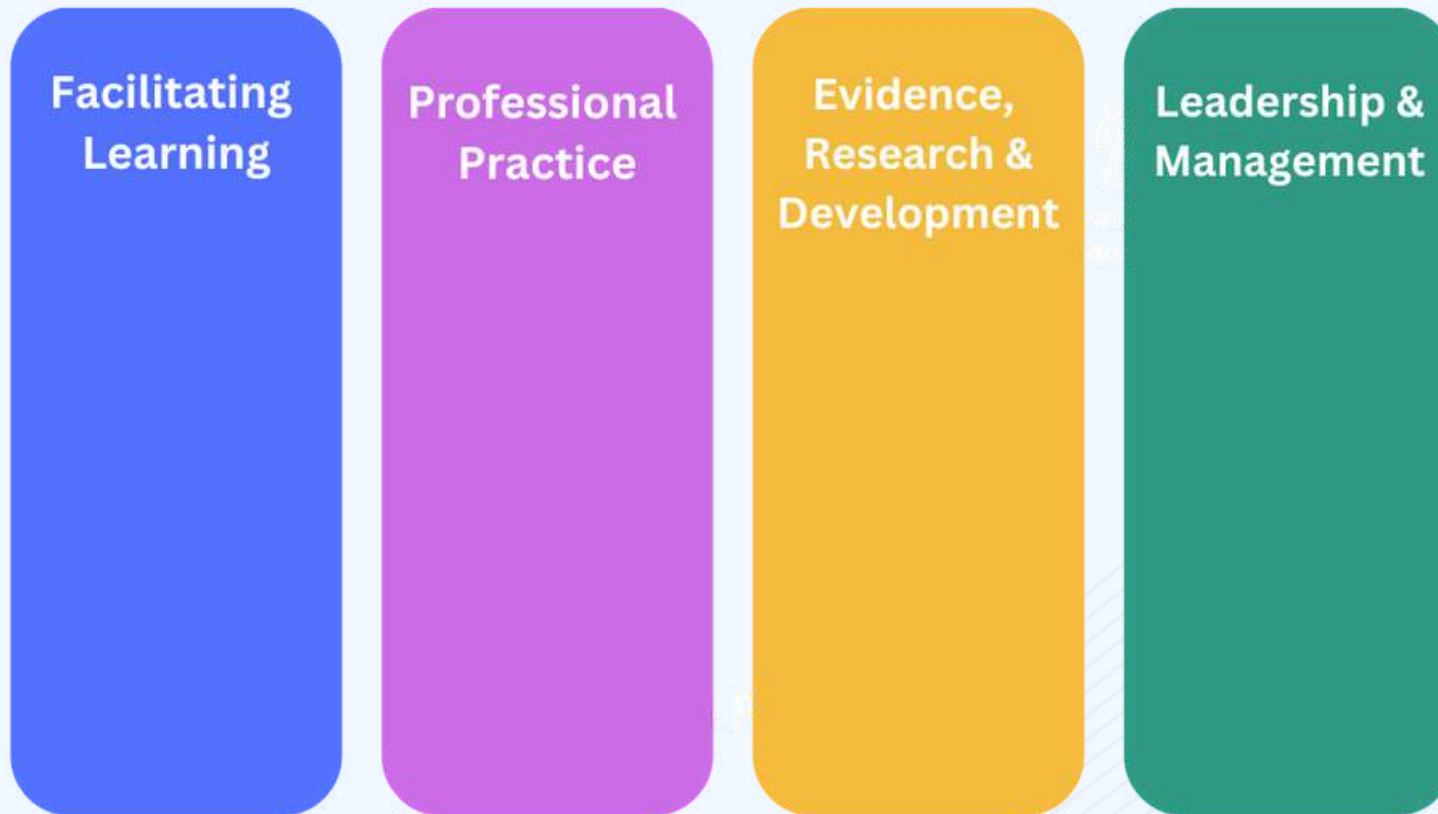 Facilitating
Learning
Professional
Practice
Evidence,
Research &
Development
Leadership &
Management